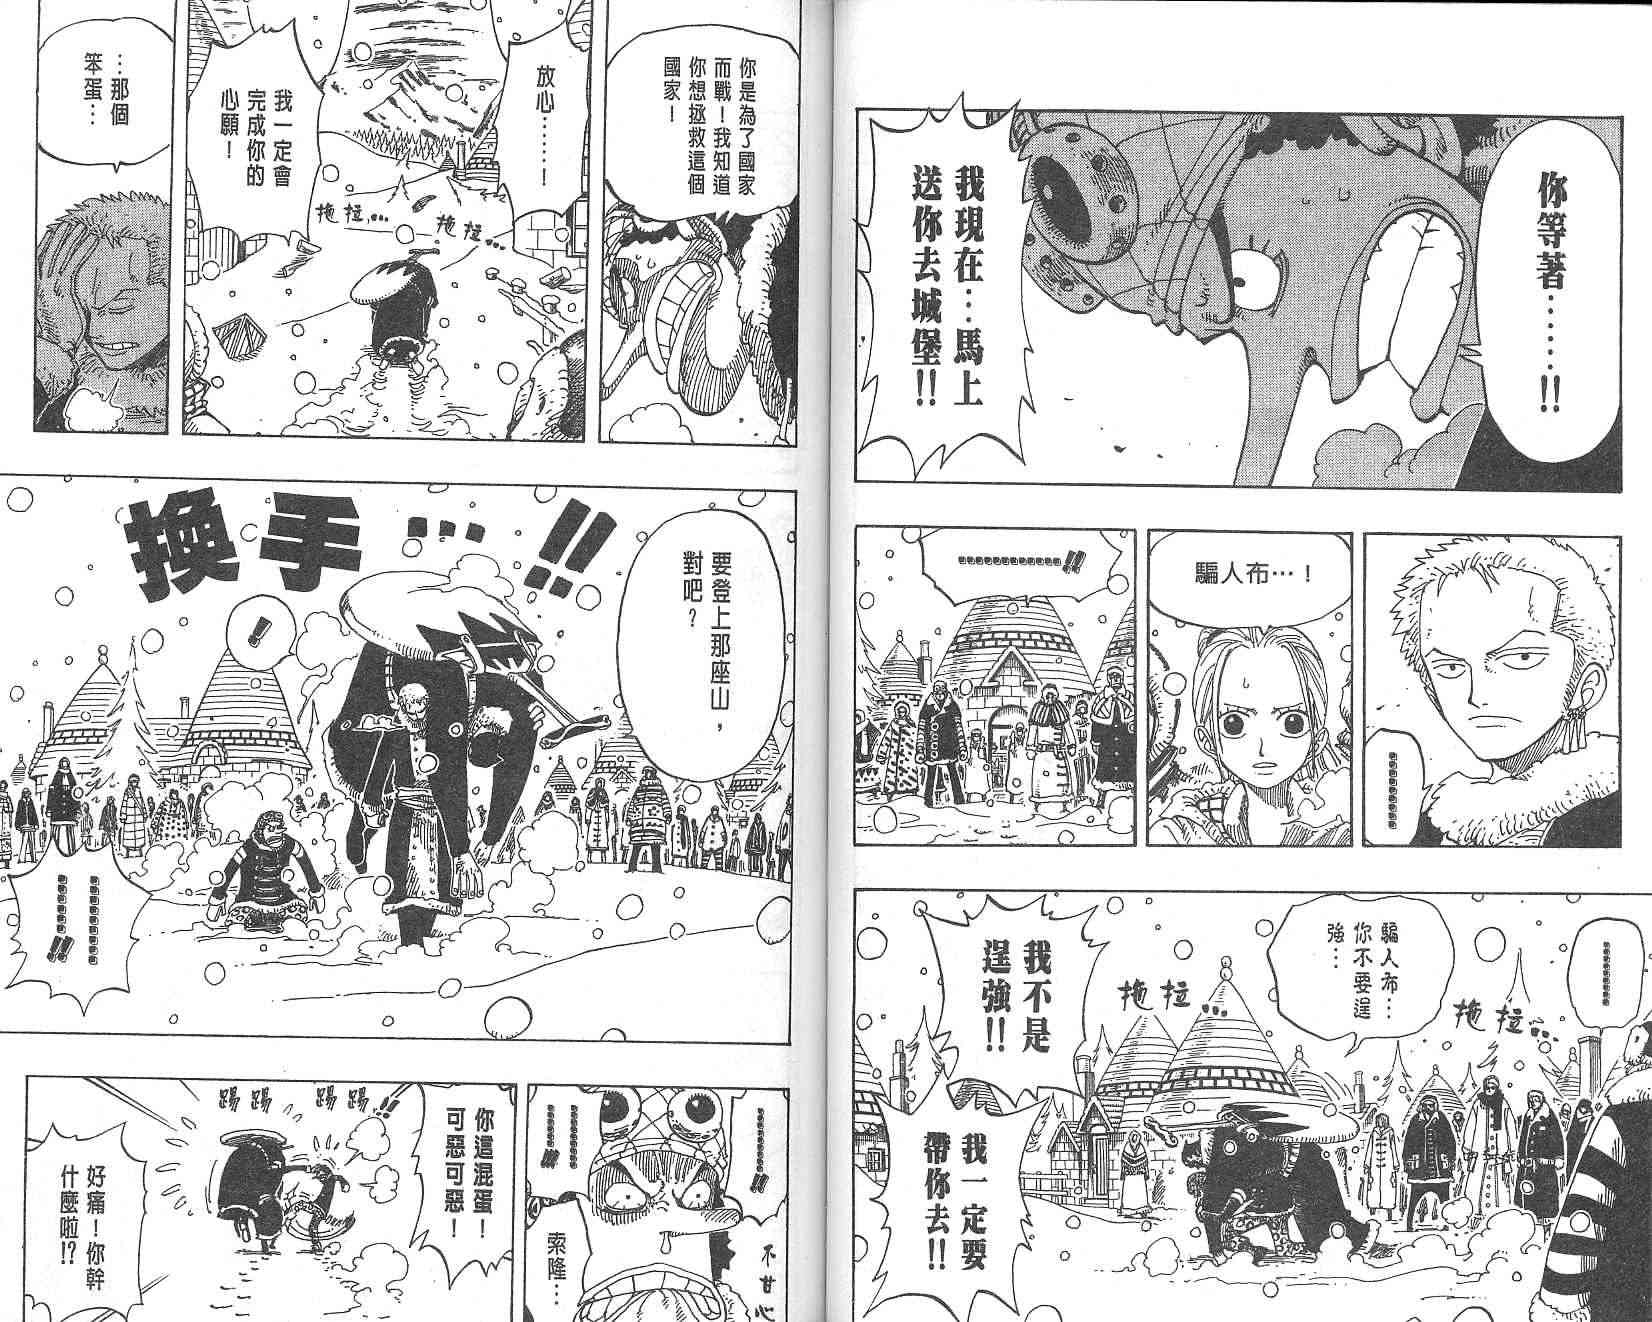 你等著……!!
我現在…馬上
送你去城堡!!
騙人布…!
騙人布…
你不要逞
強…
拖拉…
拖拉…
我不是
逞強!!
我一定要
帶你去!!
你是為了國家
而戰!我知道
你想拯救這個
國家!
放心……!
我一定會
完成你的
心願!
拖拉…
拖拉…
…那個
笨蛋…
換手…!!
要登上那座山,
對吧?
!!
不甘心
索隆…
你這混蛋!
可惡可惡!
踢踢踢踢!!
好痛!你幹
什麼啦!?